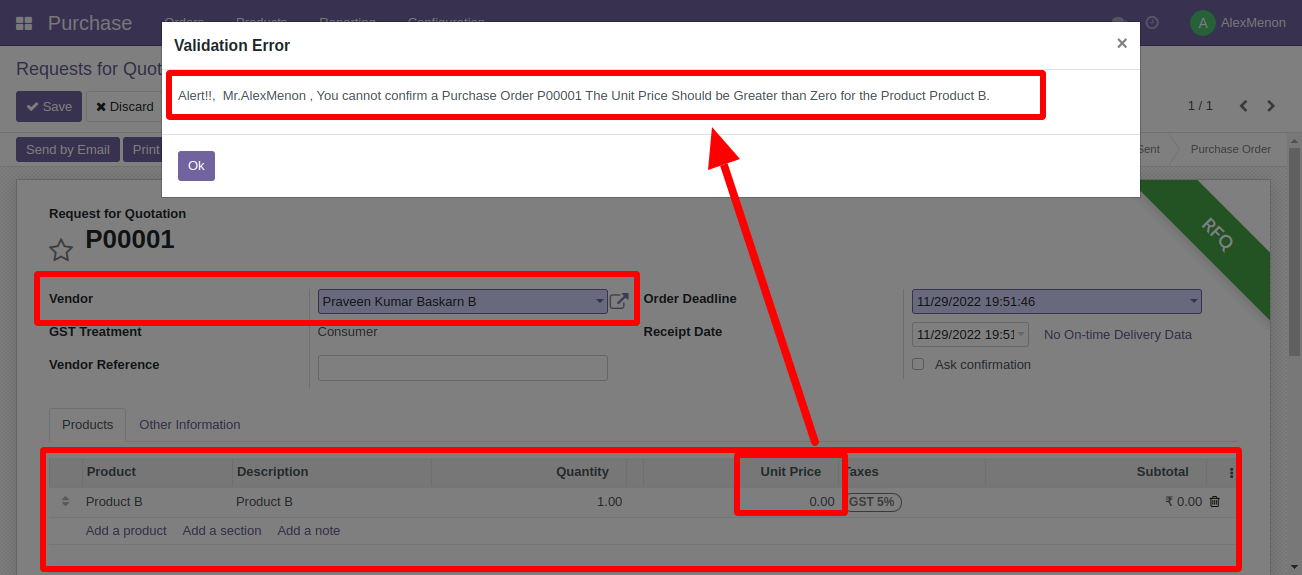 Purchase Orders Products Reporting Configuration A AlexMenon
Validation Error ×
Requests for Quot
Alert!!, Mr.AlexMenon , You cannot confirm a Purchase Order P00001 The Unit Price Should be Greater than Zero for the Product Product B.
Save Discard 1 / 1
Send by Email Print Sent Purchase Order
Ok
Request for Quotation
P00001
RFQ
Vendor Praveen Kumar Baskarn B Order Deadline 11/29/2022 19:51:46
GST Treatment Consumer Receipt Date 11/29/2022 19:51 No On-time Delivery Data
Vendor Reference Ask confirmation
Products Other Information
Product Description Quantity Unit Price Taxes Subtotal
Product B Product B 1.00 0.00 GST 5% ₹ 0.00
Add a product Add a section Add a note